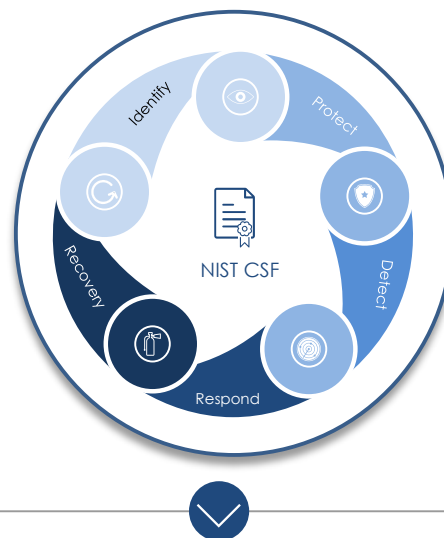 Identify
Protect
Detect
Respond
Recovery
NIST CSF